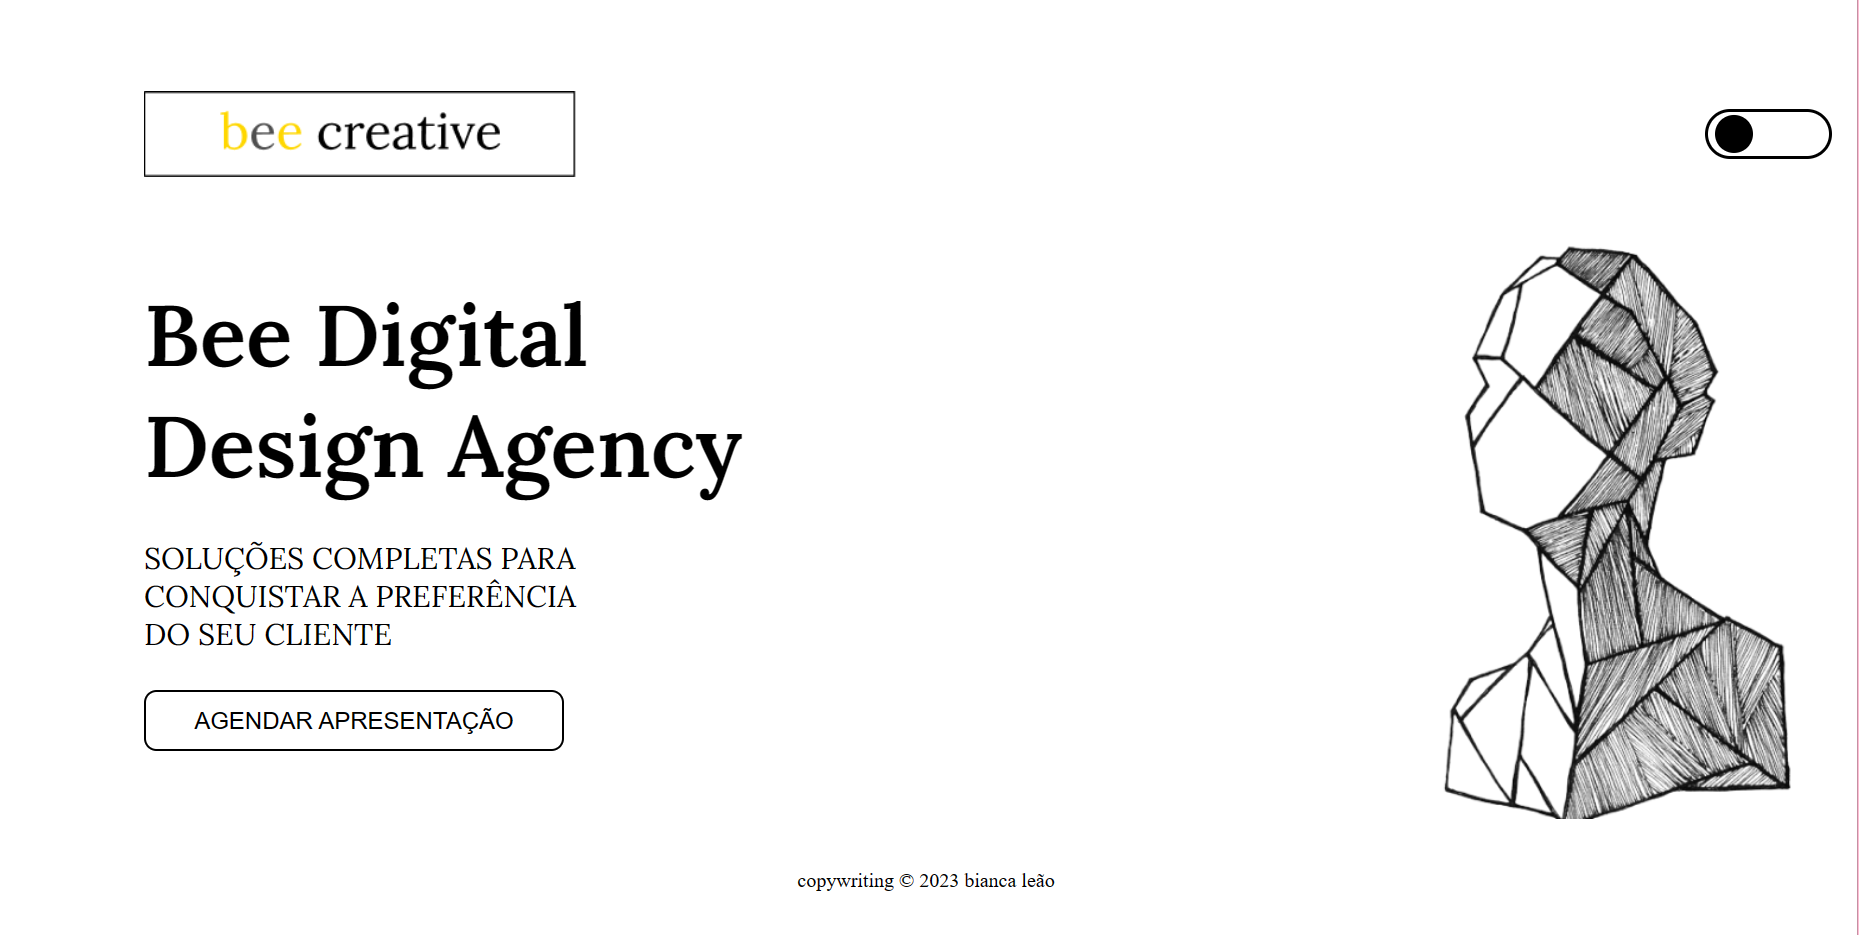 bee creative
Bee Digital
Design Agency
SOLUÇÕES COMPLETAS PARA
CONQUISTAR A PREFERÊNCIA
DO SEU CLIENTE
AGENDAR APRESENTAÇÃO
copywriting © 2023 bianca leão